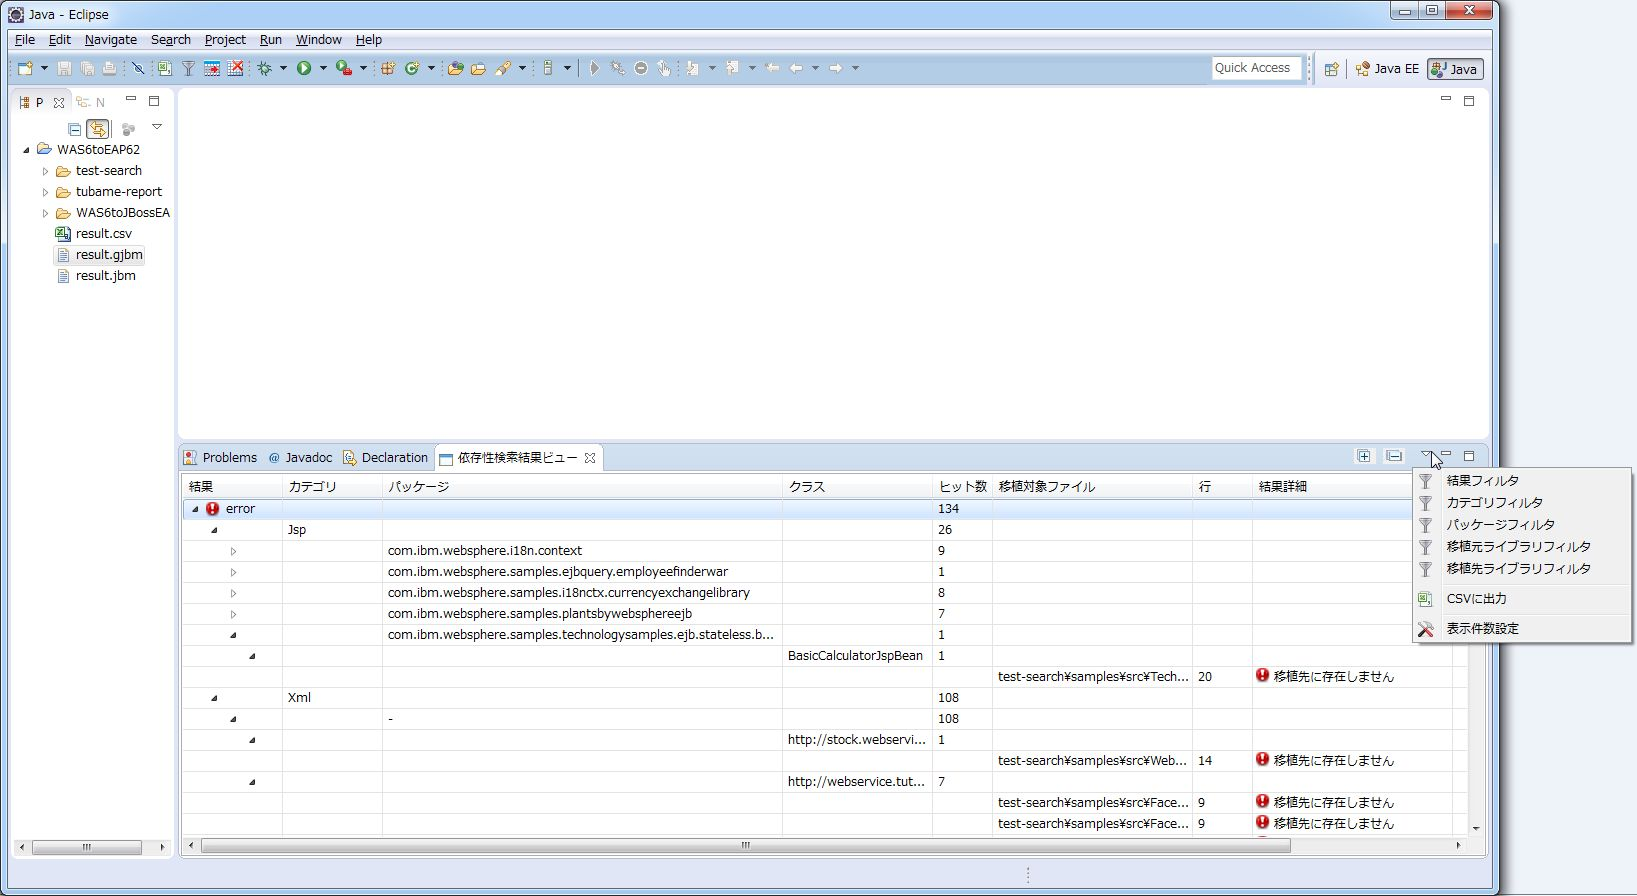 Java - Eclipse
File Edit Navigate Search Project Run Window Help
Quick Access Java EE Java
P N
WAS6toEAP62
test-search
tubame-report
WAS6toJBossEA
result.csv
result.gjbm
result.jbm
Problems @ Javadoc Declaration 依存性検索結果ビュー
結果 カテゴリ パッケージ クラス ヒット数 移植対象ファイル 行 結果詳細
error 134
Jsp 26
com.ibm.websphere.i18n.context 9
com.ibm.websphere.samples.ejbquery.employeefinderwar 1
com.ibm.websphere.samples.i18nctx.currencyexchangelibrary 8
com.ibm.websphere.samples.plantsbywebsphereejb 7
com.ibm.websphere.samples.technologysamples.ejb.stateless.b... 1
BasicCalculatorJspBean 1
test-search¥samples¥src¥Tech... 20 移植先に存在しません
Xml 108
- 108
http://stock.webservi... 1
test-search¥samples¥src¥Web... 14 移植先に存在しません
http://webservice.tut... 7
test-search¥samples¥src¥Face... 9 移植先に存在しません
test-search¥samples¥src¥Face... 9 移植先に存在しません
結果フィルタ
カテゴリフィルタ
パッケージフィルタ
移植元ライブラリフィルタ
移植先ライブラリフィルタ
CSVに出力
表示件数設定